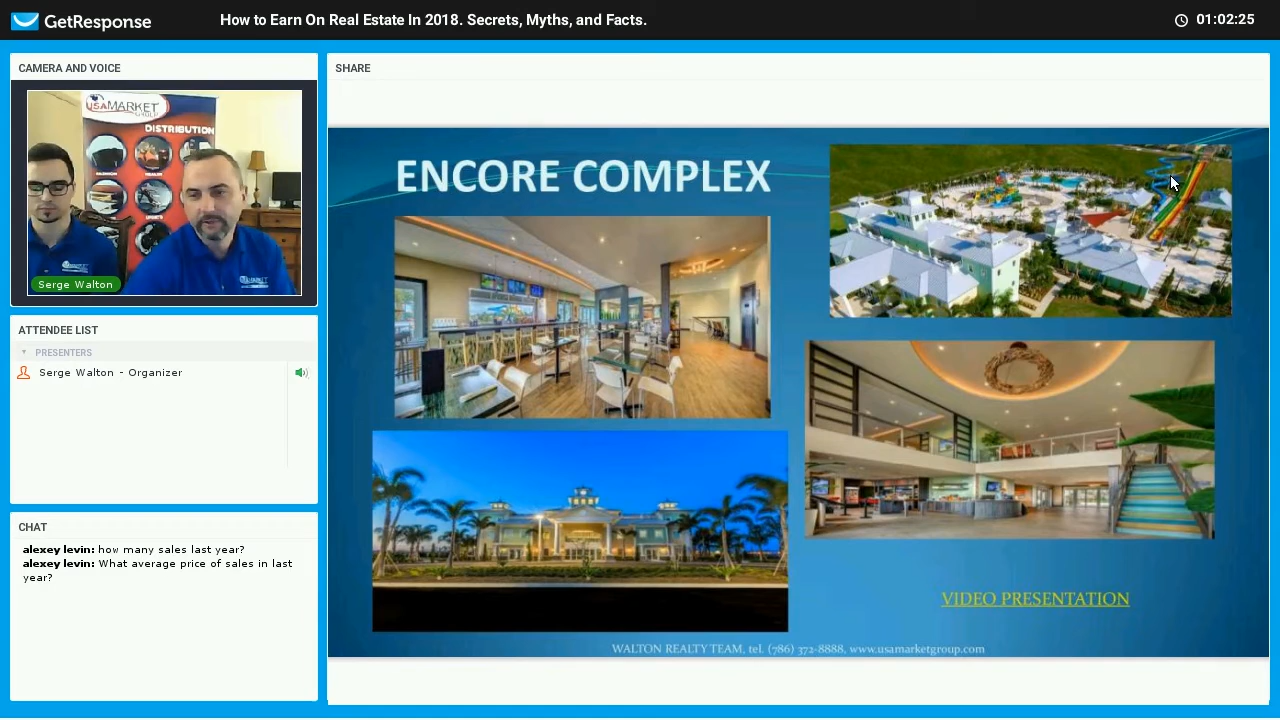 GetResponse
How to Earn On Real Estate In 2018. Secrets, Myths, and Facts.
01:02:25
CAMERA AND VOICE
USAMARKET
GROUP
DISTRIBUTION
Serge Walton
ATTENDEE LIST
PRESENTERS
Serge Walton - Organizer
CHAT
alexey levin: how many sales last year?
alexey levin: What average price of sales in last
year?
SHARE
ENCORE COMPLEX
VIDEO PRESENTATION
WALTON REALTY TEAM, tel. (786) 372-8888, www.usamarketgroup.com